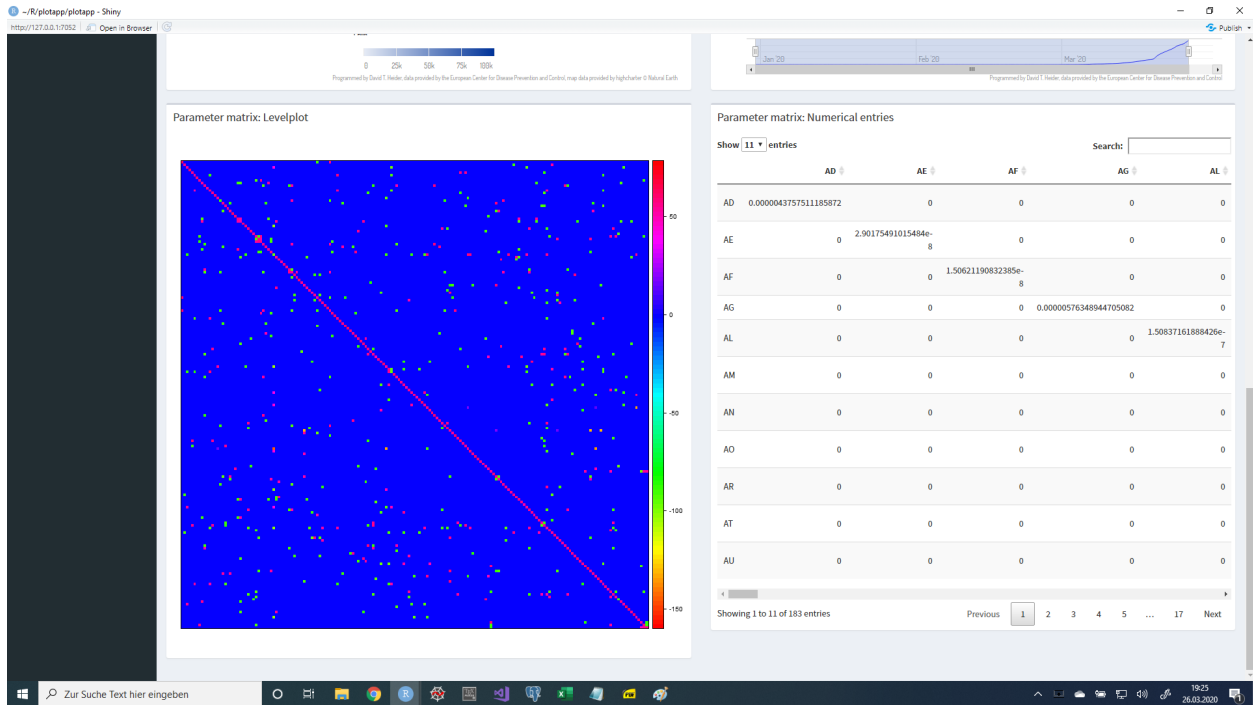 ~/R/plotapp/plotapp - Shiny
http://127.0.0.1:7052 Open in Browser Publish
0 25k 50k 75k 100k
Programmed by David T. Heider; data provided by the European Center for Disease Prevention and Control; map data provided by highcharter © Natural Earth
Jan '20 Feb '20 Mar '20
Programmed by David T. Heider; data provided by the European Center for Disease Prevention and Control
Parameter matrix: Levelplot
50
0
-50
-100
-150
Parameter matrix: Numerical entries
Show 11 entries Search:
AD AE AF AG AL
AD 0.0000043757511185872 0 0 0 0
AE 0 2.90175491015484e-
8 0 0 0
AF 0 0 1.50621190832385e-
8 0 0
AG 0 0 0 0.0000057634894470508​2 0
AL 0 0 0 0 1.50837161888426e-
7
AM 0 0 0 0 0
AN 0 0 0 0 0
AO 0 0 0 0 0
AR 0 0 0 0 0
AT 0 0 0 0 0
AU 0 0 0 0 0
Showing 1 to 11 of 183 entries Previous 1 2 3 4 5 ... 17 Next
Zur Suche Text hier eingeben
19:25
26.03.2020